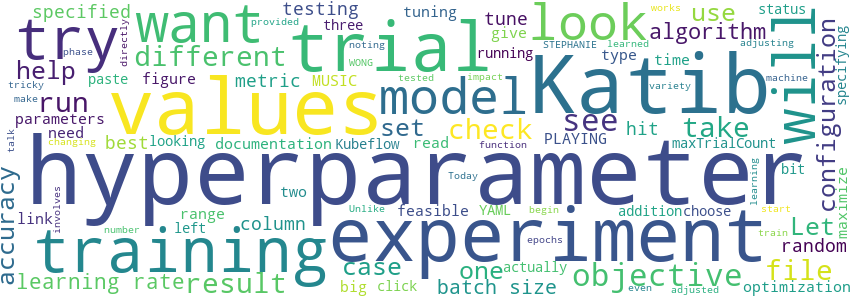 try want trial look use algorithm
specified testing three tuning tune give status provided works adjusting
different noting STEPHANIE learned
directly phase help metric MUSIC running type time specifying
tricky paste figure WONG tested impact machine
values model Katib will
run check see take configuration
parameters need set hit PLAYING variety
make best looking documentation Kubeflow read maxTrialCount bit
talk changing function Today learning
hyperparameter
accuracy link two feasible YAML addition choose Let maximize
involves number range left column begin epochs actually random start
training experiment
case one objective file
learning rate result big click batch size even adjusted train optimization